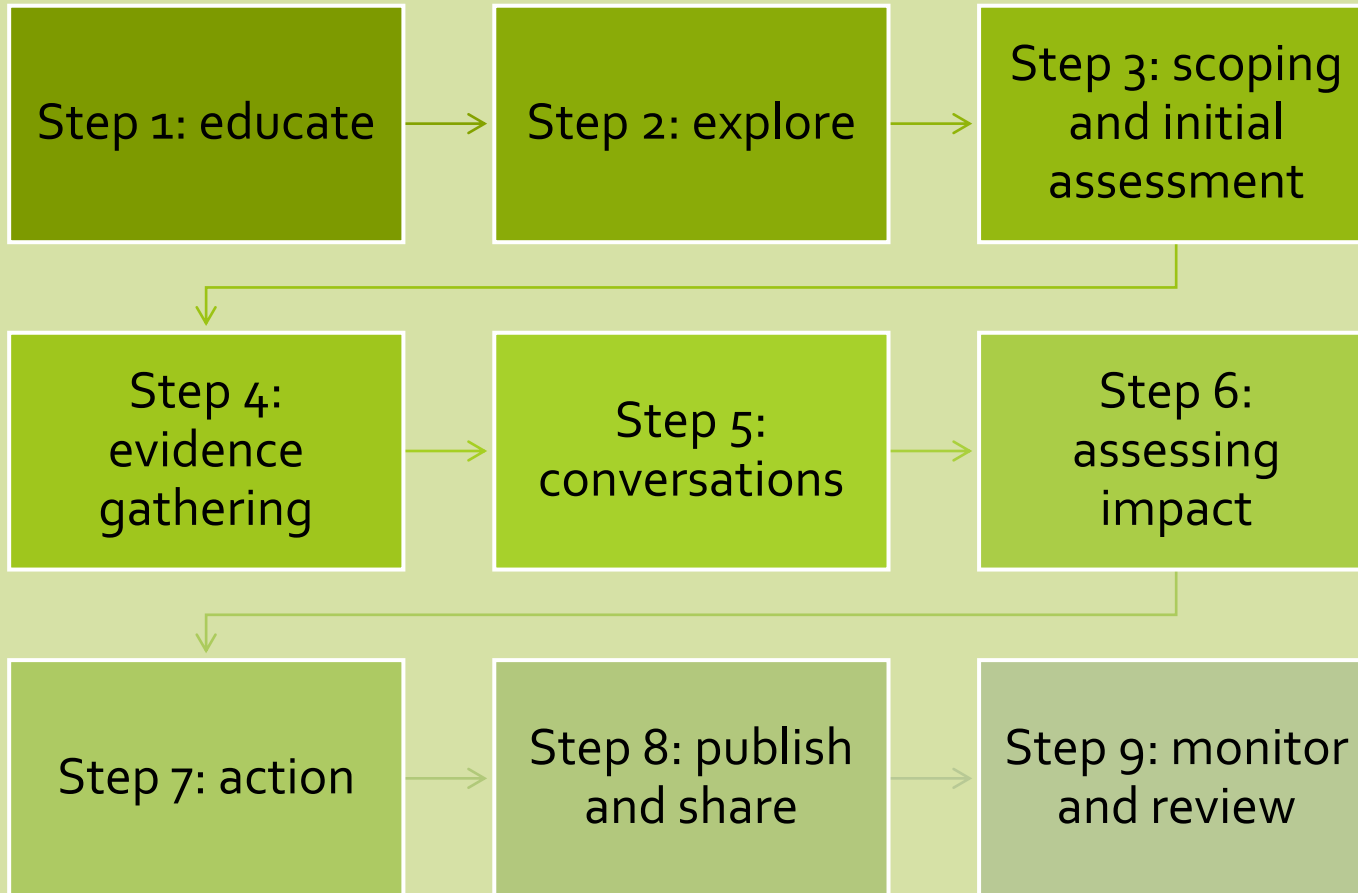 Step 1: educate
Step 2: explore
Step 3: scoping
and initial
assessment
Step 4:
evidence
gathering
Step 5:
conversations
Step 6:
assessing
impact
Step 7: action
Step 8: publish
and share
Step 9: monitor
and review